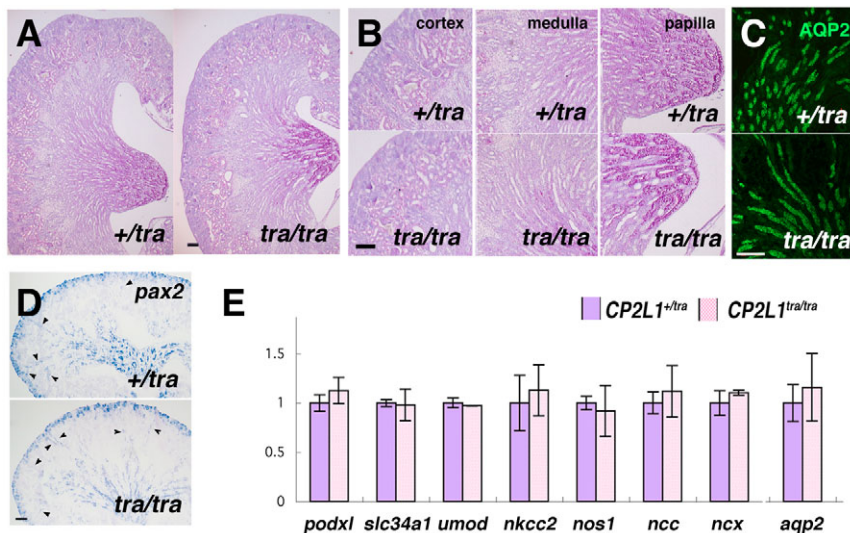 A
+/tra
tra/tra
B
cortex
medulla
papilla
+/tra
+/tra
+/tra
tra/tra
tra/tra
tra/tra
C
AQP2
+/tra
tra/tra
D
pax2
+/tra
tra/tra
E
CP2L1+/tra
CP2L1tra/tra
1.5
1
0.5
0
podxl slc34a1 umod nkcc2 nos1 ncc ncx aqp2